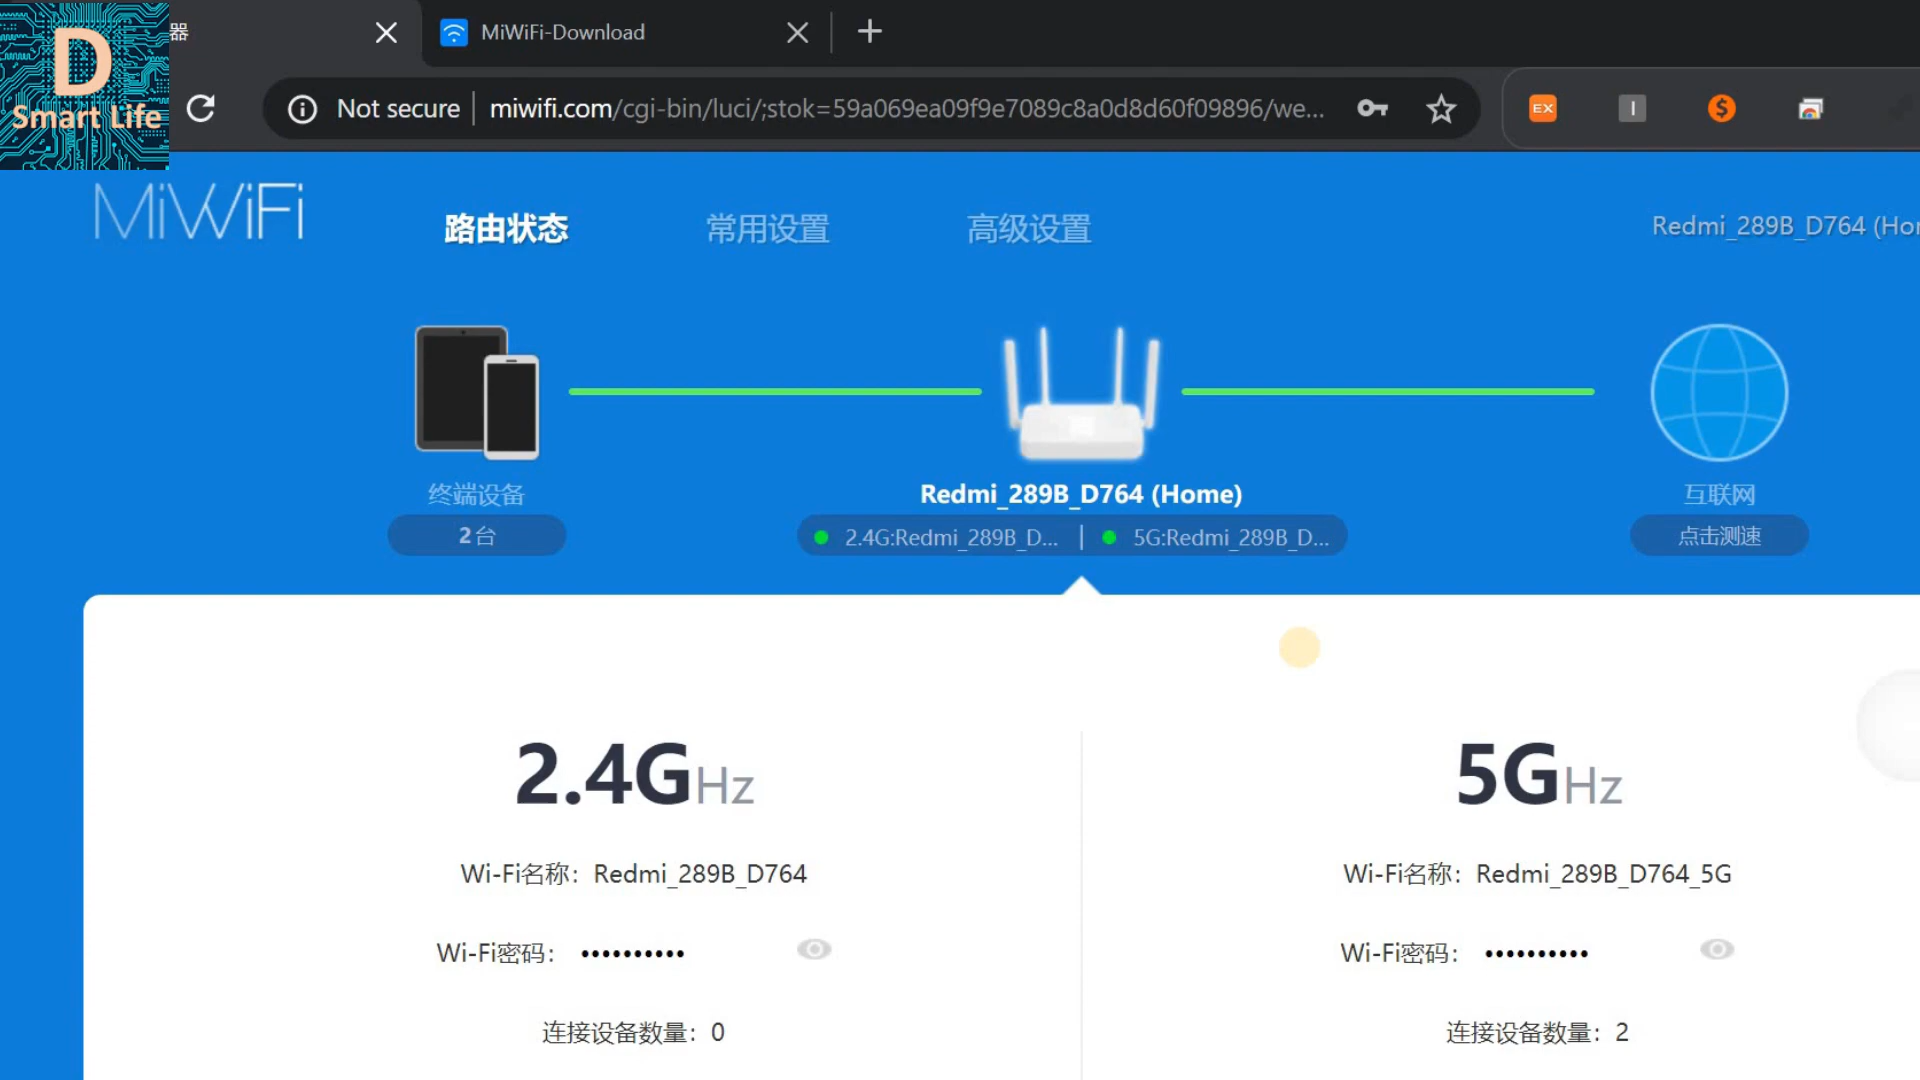 器
MiWiFi-Download
D
Smart Life
Not secure
miwifi.com/cgi-bin/luci/;stok=59a069ea09f9e7089c8a0d8d60f09896/we...
EX
I
$
MiWiFi
路由状态
常用设置
高级设置
Redmi_289B_D764 (Hor
终端设备
Redmi_289B_D764 (Home)
互联网
2台
2.4G:Redmi_289B_D... | 5G:Redmi_289B_D...
点击测速
2.4GHz
5GHz
Wi-Fi名称：Redmi_289B_D764
Wi-Fi名称：Redmi_289B_D764_5G
Wi-Fi密码： ••••••••••
Wi-Fi密码： ••••••••••
连接设备数量：0
连接设备数量：2